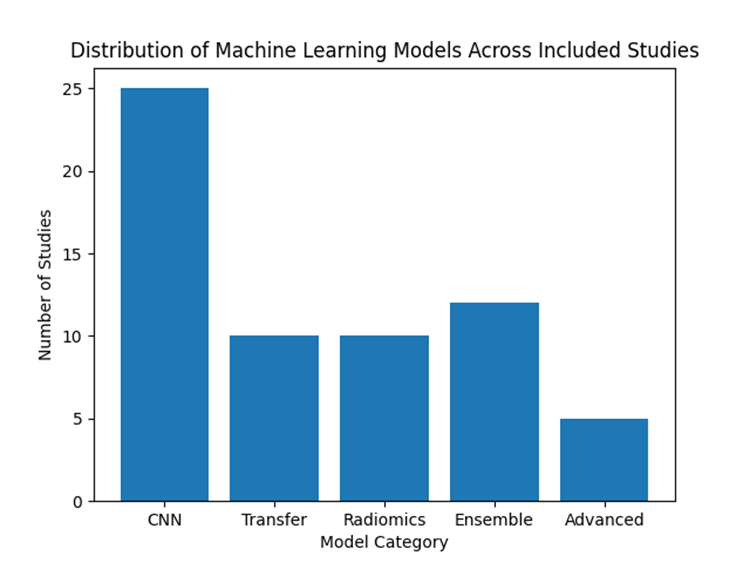 Distribution of Machine Learning Models Across Included Studies
Number of Studies
25
20
15
10
5
0
CNN Transfer Radiomics Ensemble Advanced
Model Category